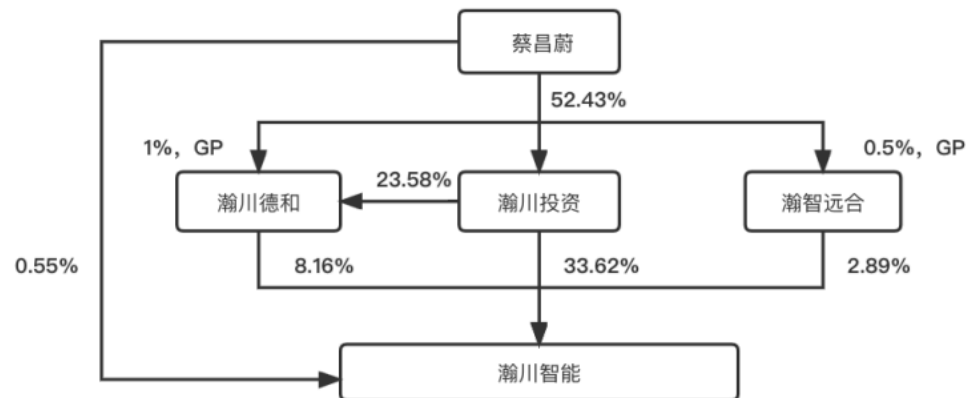 蔡昌蔚
52.43%
1%，GP
0.5%，GP
23.58%
瀚川德和
瀚川投资
瀚智远合
0.55%
8.16%
33.62%
2.89%
瀚川智能